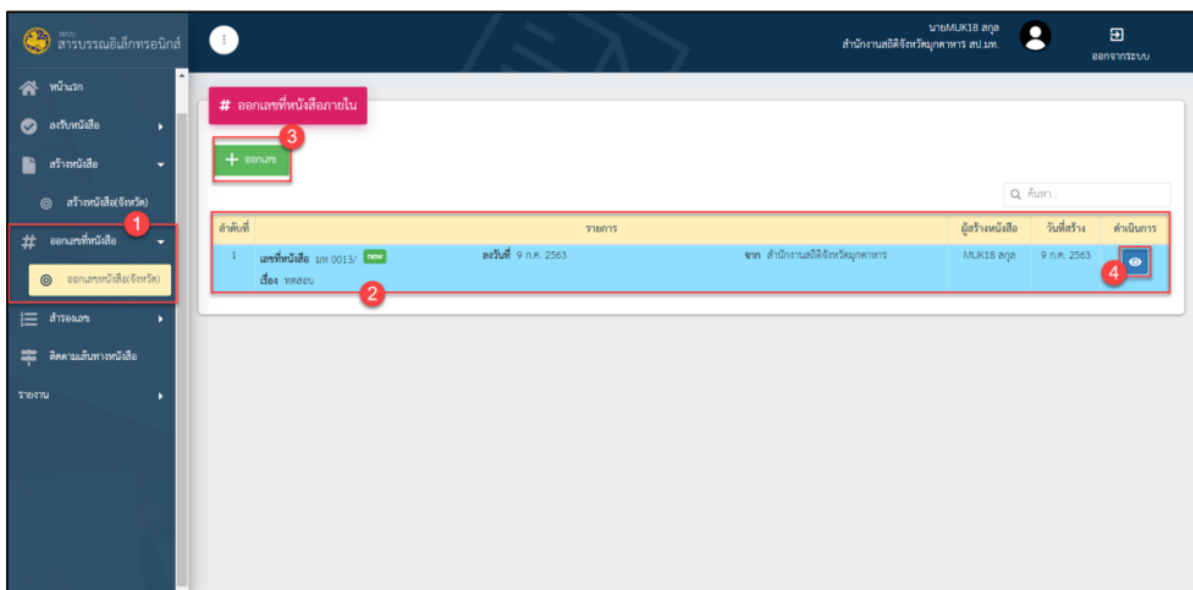 ระบบ
สารบรรณอิเล็กทรอนิกส์
นายMUK18 สกุล
สำนักงานสถิติจังหวัดมุกดาหาร สป.มท.
ออกจากระบบ
หน้าแรก
ลงรับหนังสือ
สร้างหนังสือ
สร้างหนังสือ(จังหวัด)
1
# ออกเลขที่หนังสือ
ออกเลขหนังสือ(จังหวัด)
สำรองเลข
ติดตามเส้นทางหนังสือ
รายงาน
# ออกเลขที่หนังสือภายใน
3
+ ออกเลข
ค้นหา...
ลำดับที่ รายการ ผู้สร้างหนังสือ วันที่สร้าง ดำเนินการ
1 เลขที่หนังสือ มท 0013/ new ลงวันที่ 9 ก.ค. 2563 จาก สำนักงานสถิติจังหวัดมุกดาหาร MUK18 สกุล 9 ก.ค. 2563
เรื่อง ทดสอบ
2
4